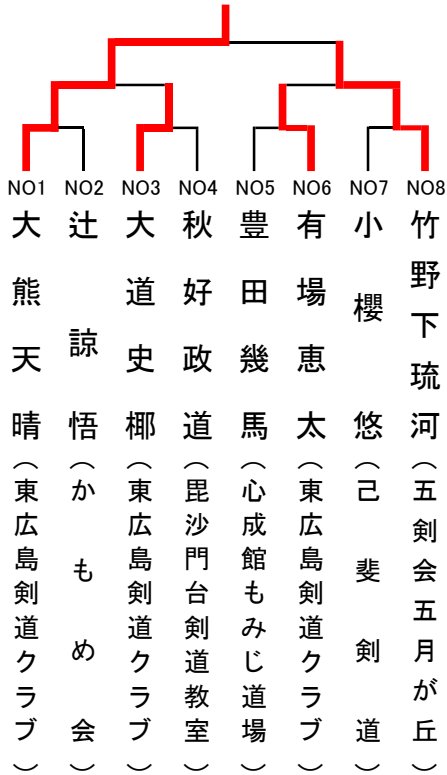 NO1 NO2 NO3 NO4 NO5 NO6 NO7 NO8
大熊天晴（東広島剣道クラブ）
辻諒悟（かもめ会）
大道史椰（東広島剣道クラブ）
秋好政道（毘沙門台剣道教室）
豊田幾馬（心成館もみじ道場）
有場恵太（東広島剣道クラブ）
小櫻悠（己斐剣道）
竹野下琉河（五剣会五月が丘）